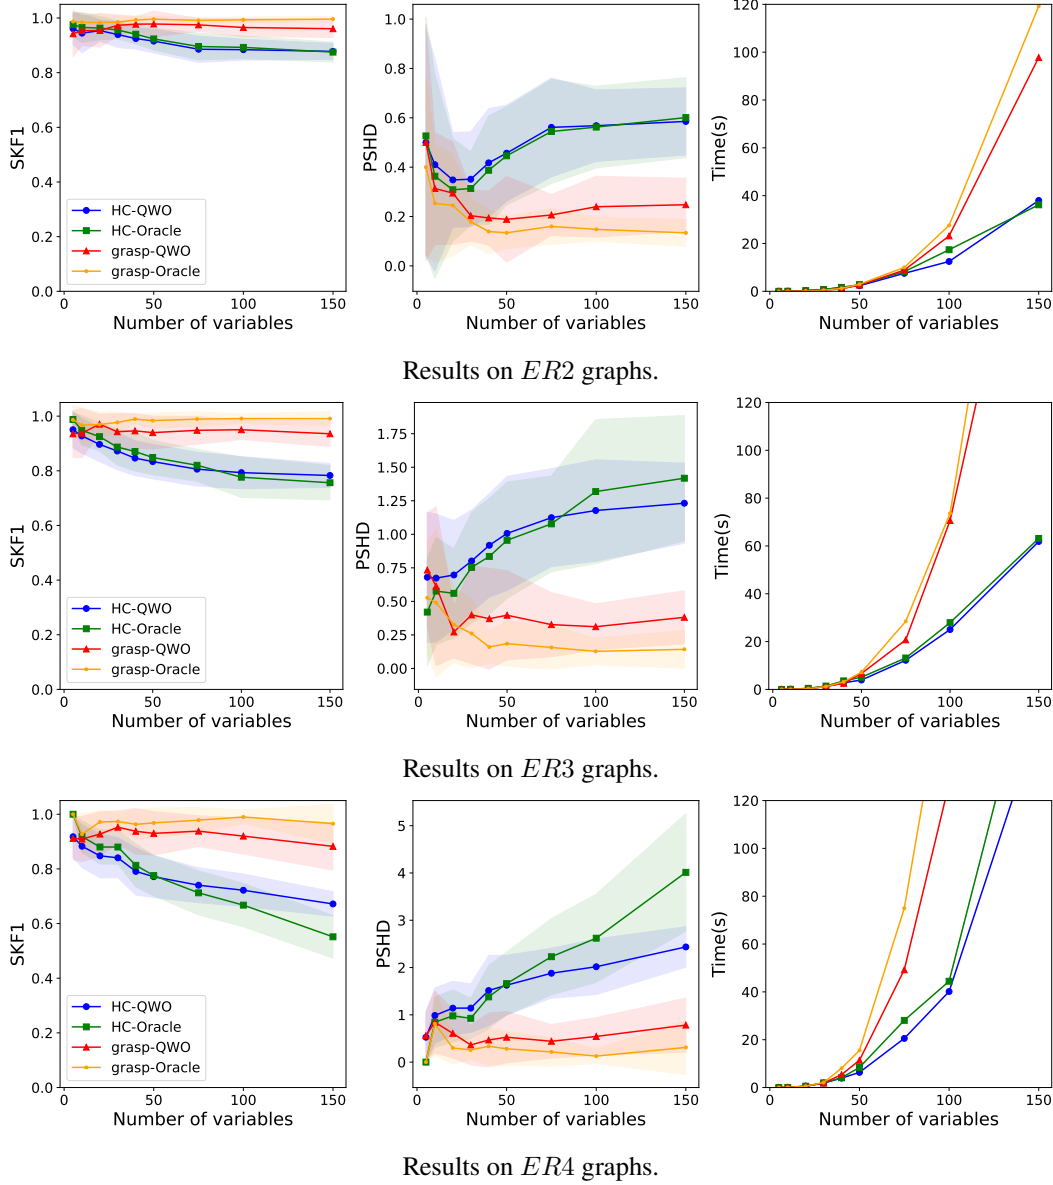 SKF1
1.0
0.8
0.6
0.4
0.2
0.0
HC-QWO
HC-Oracle
grasp-QWO
grasp-Oracle
0 50 100 150
Number of variables
PSHD
1.0
0.8
0.6
0.4
0.2
0.0
0 50 100 150
Number of variables
Time(s)
120
100
80
60
40
20
0
0 50 100 150
Number of variables
Results on ER2 graphs.
SKF1
1.0
0.8
0.6
0.4
0.2
0.0
HC-QWO
HC-Oracle
grasp-QWO
grasp-Oracle
0 50 100 150
Number of variables
PSHD
1.75
1.50
1.25
1.00
0.75
0.50
0.25
0.00
0 50 100 150
Number of variables
Time(s)
120
100
80
60
40
20
0
0 50 100 150
Number of variables
Results on ER3 graphs.
SKF1
1.0
0.8
0.6
0.4
0.2
0.0
HC-QWO
HC-Oracle
grasp-QWO
grasp-Oracle
0 50 100 150
Number of variables
PSHD
5
4
3
2
1
0
0 50 100 150
Number of variables
Time(s)
120
100
80
60
40
20
0
0 50 100 150
Number of variables
Results on ER4 graphs.